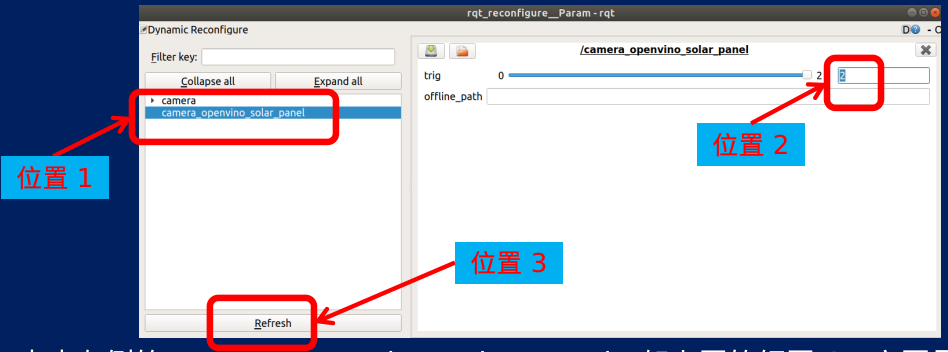 rqt_reconfigure__Param - rqt
Dynamic Reconfigure
D
- O
Filter key:
Collapse all
Expand all
camera
camera_openvino_solar_panel
/camera_openvino_solar_panel
trig
0
2
2
offline_path
位置 1
位置 2
位置 3
Refresh